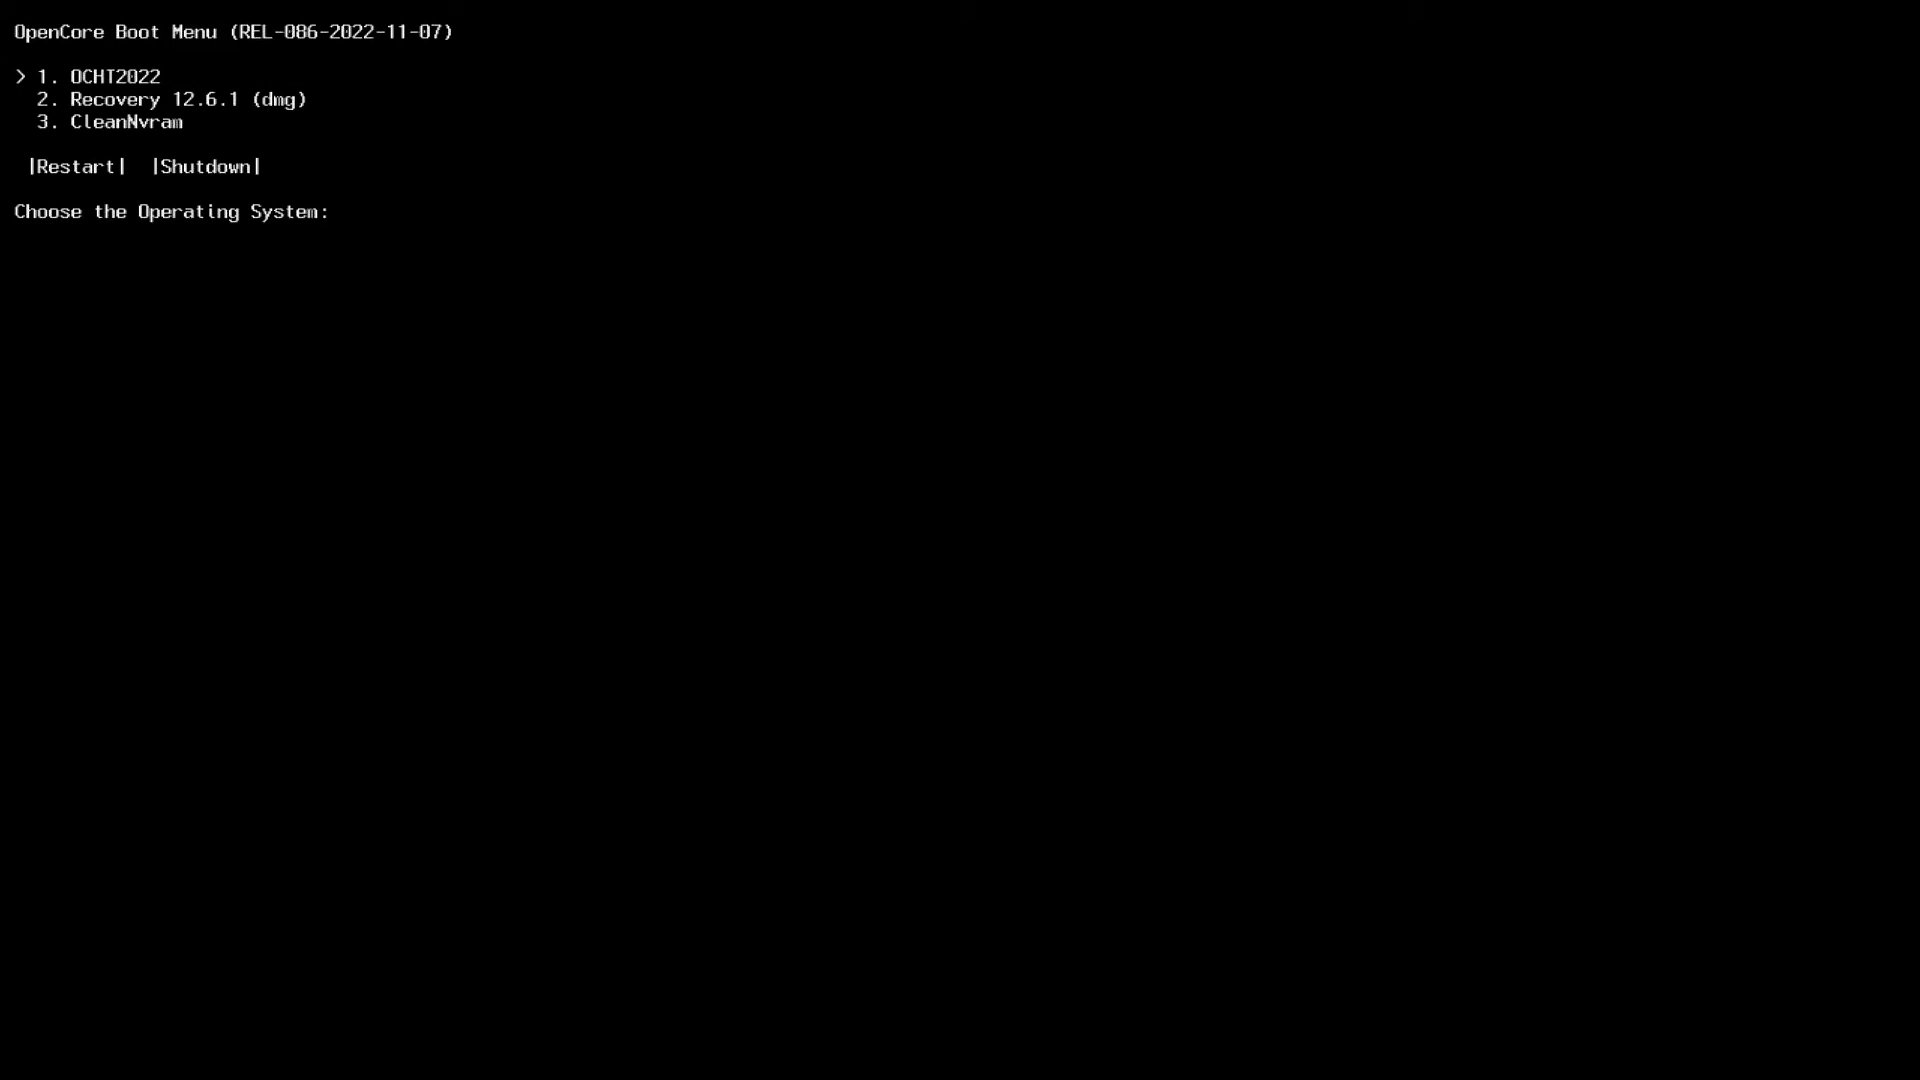 OpenCore Boot Menu (REL-086-2022-11-07)
> 1. OCHT2022
2. Recovery 12.6.1 (dmg)
3. CleanNvram
|Restart| |Shutdown|
Choose the Operating System: